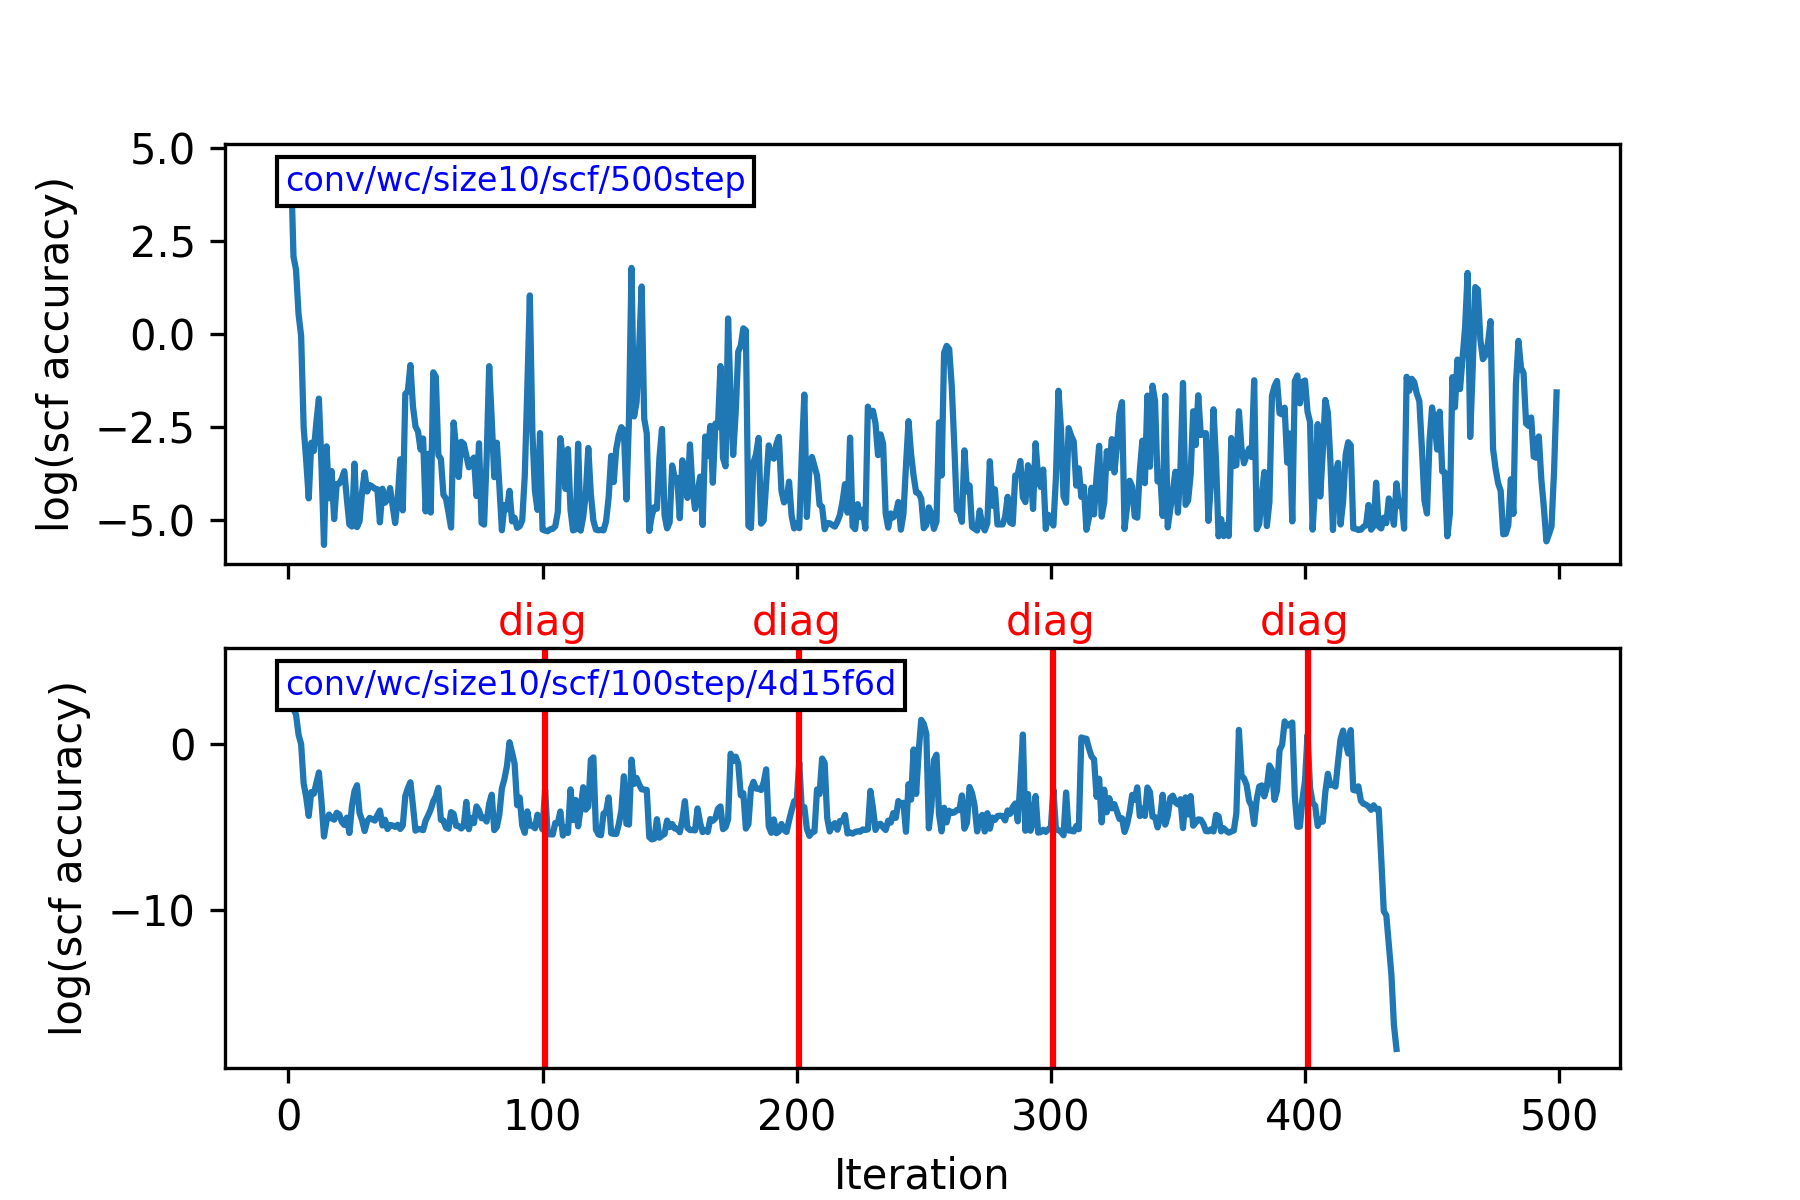 5.0
2.5
0.0
−2.5
−5.0
log(scf accuracy)
conv/wc/size10/scf/500step
diag diag diag diag
0
−10
log(scf accuracy)
conv/wc/size10/scf/100step/4d15f6d
0 100 200 300 400 500
Iteration